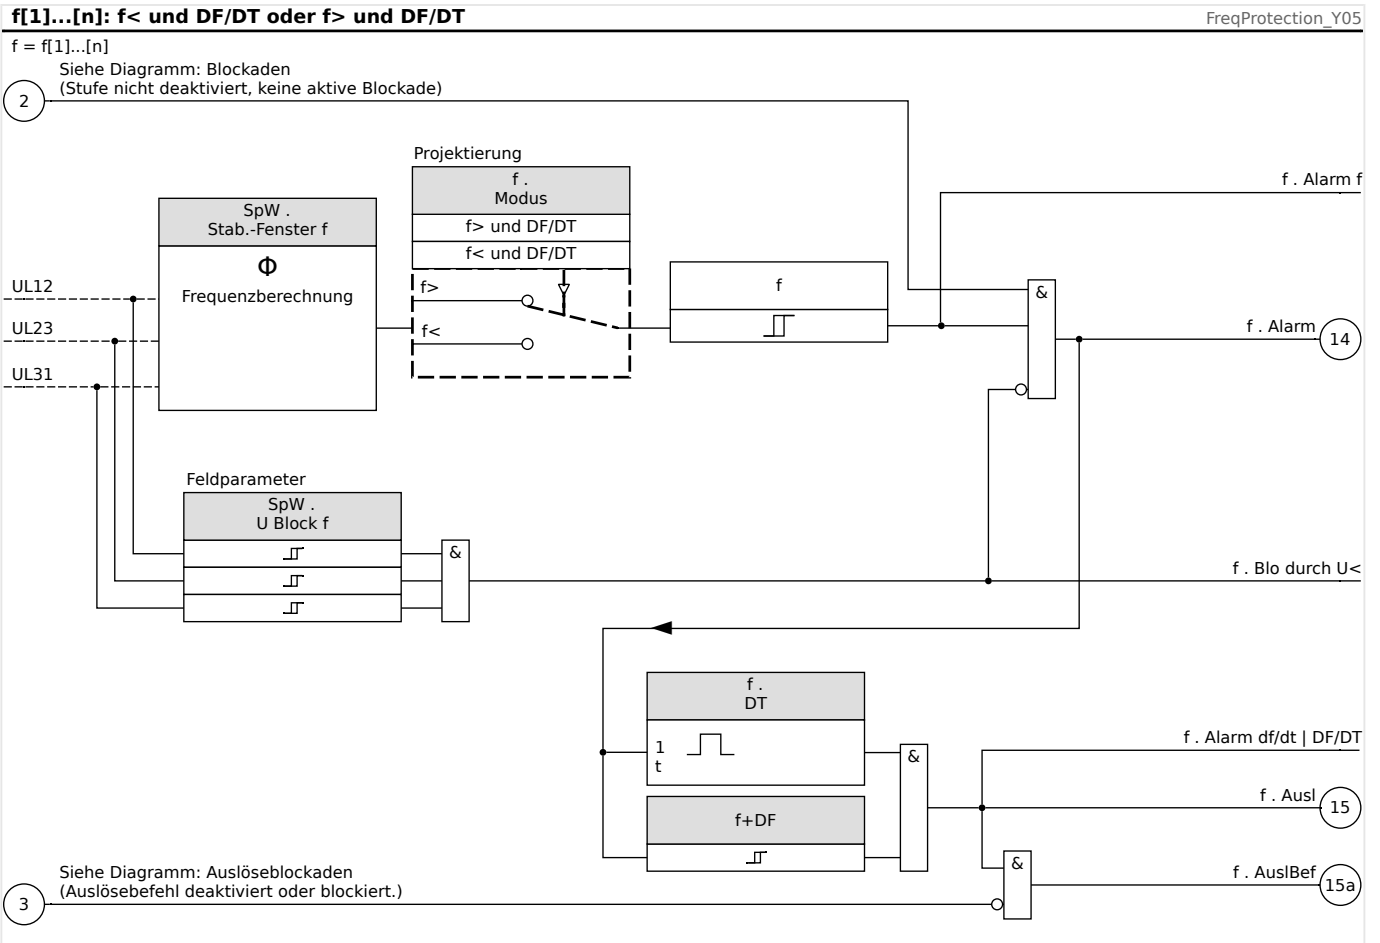 f[1]...[n]: f< und DF/DT oder f> und DF/DT
FreqProtection_Y05
f = f[1]...[n]
Siehe Diagramm: Blockaden
(Stufe nicht deaktiviert, keine aktive Blockade)
2
Projektierung
f .
Modus
f> und DF/DT
f< und DF/DT
f>
f<
SpW .
Stab.-Fenster f
Φ
Frequenzberechnung
UL12
UL23
UL31
f
&
f . Alarm f
f . Alarm
14
Feldparameter
SpW .
U Block f
&
f . Blo durch U<
f .
DT
1
t
f+DF
&
f . Alarm df/dt | DF/DT
f . Ausl
15
&
f . AuslBef
15a
Siehe Diagramm: Auslöseblockaden
(Auslösebefehl deaktiviert oder blockiert.)
3